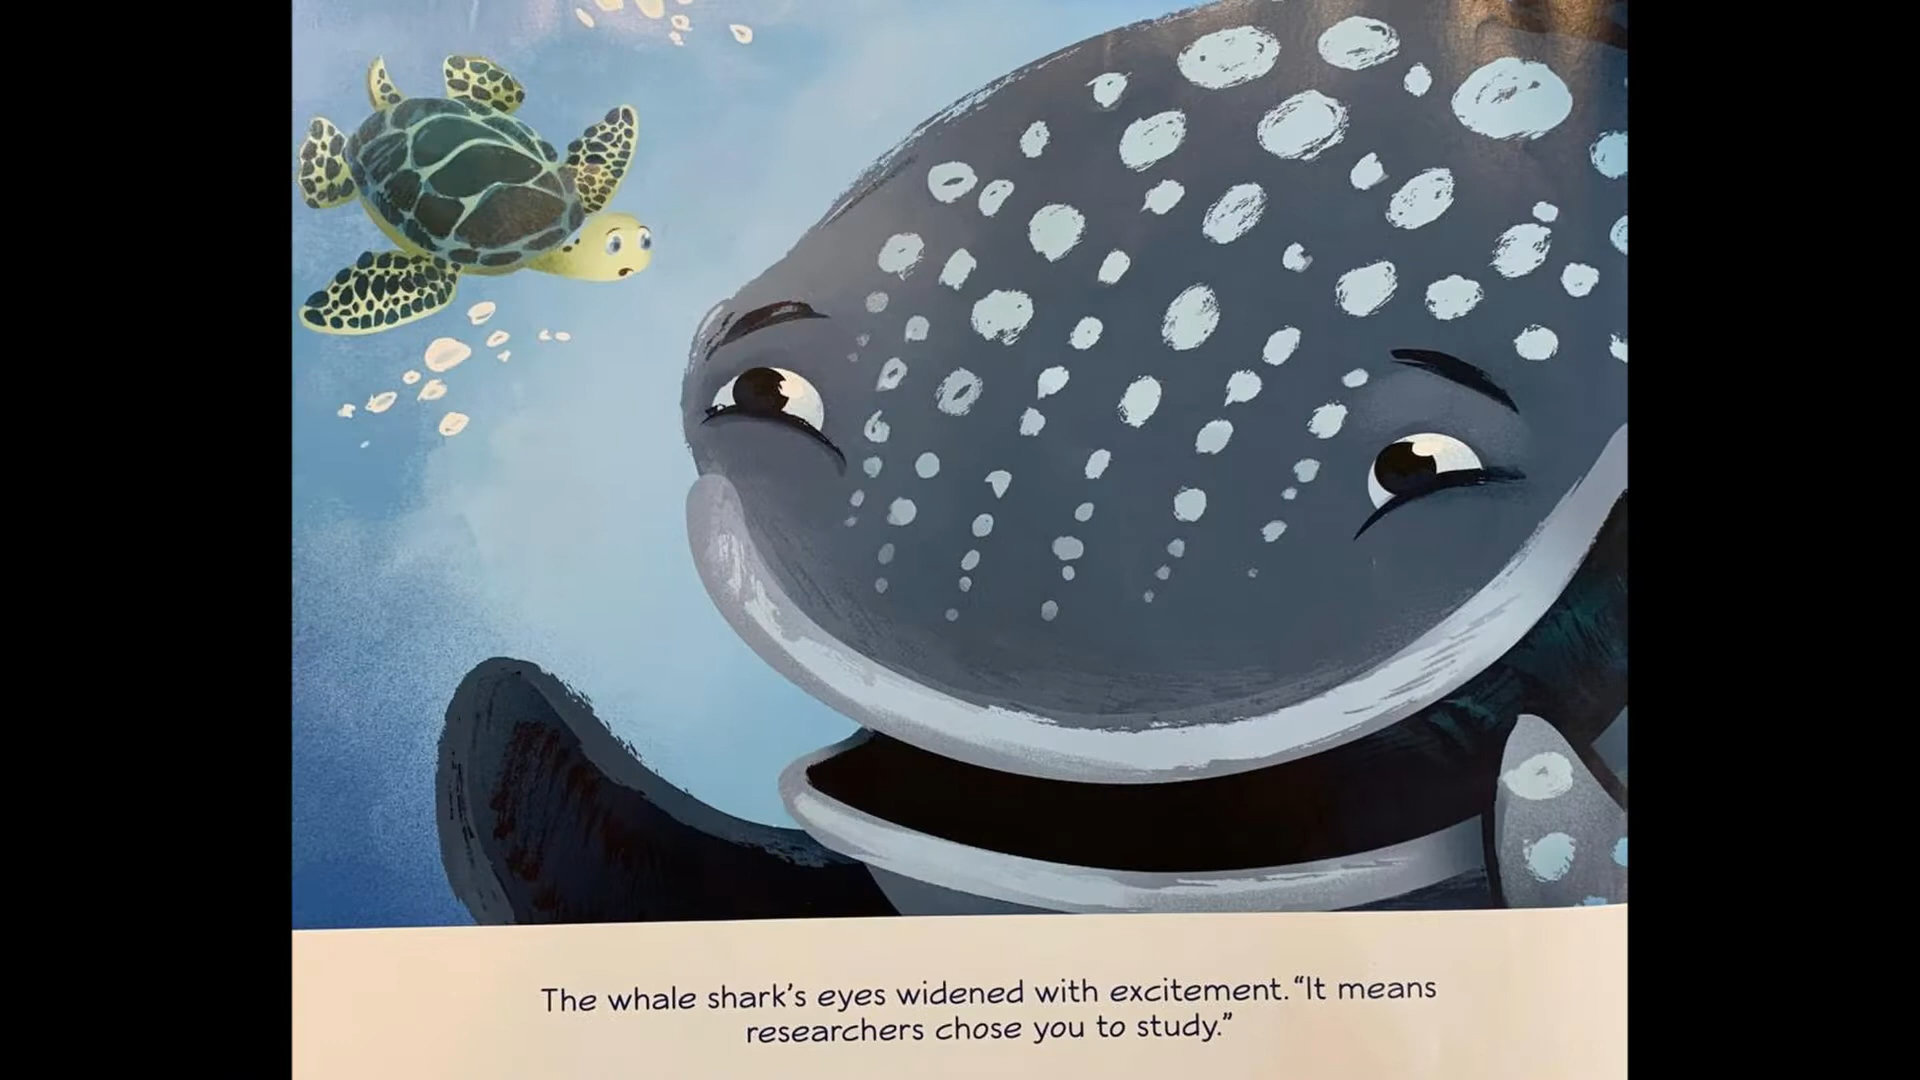 The whale shark's eyes widened with excitement. “It means
researchers chose you to study.”